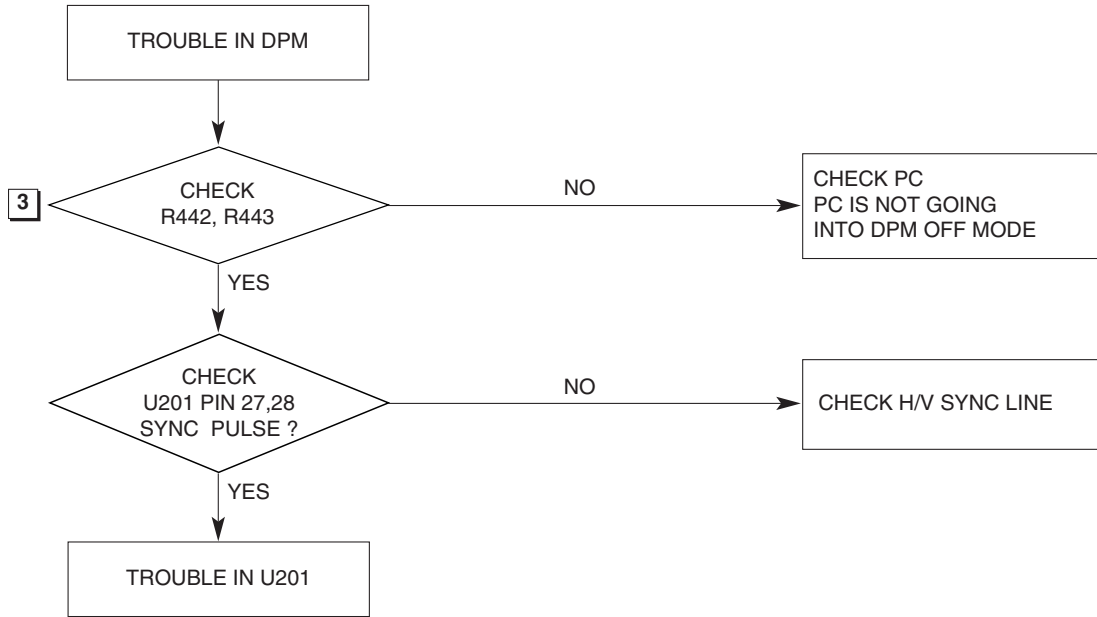 TROUBLE IN DPM
3
CHECK
R442, R443
NO
CHECK PC
PC IS NOT GOING
INTO DPM OFF MODE
YES
CHECK
U201 PIN 27,28
SYNC PULSE ?
NO
CHECK H/V SYNC LINE
YES
TROUBLE IN U201